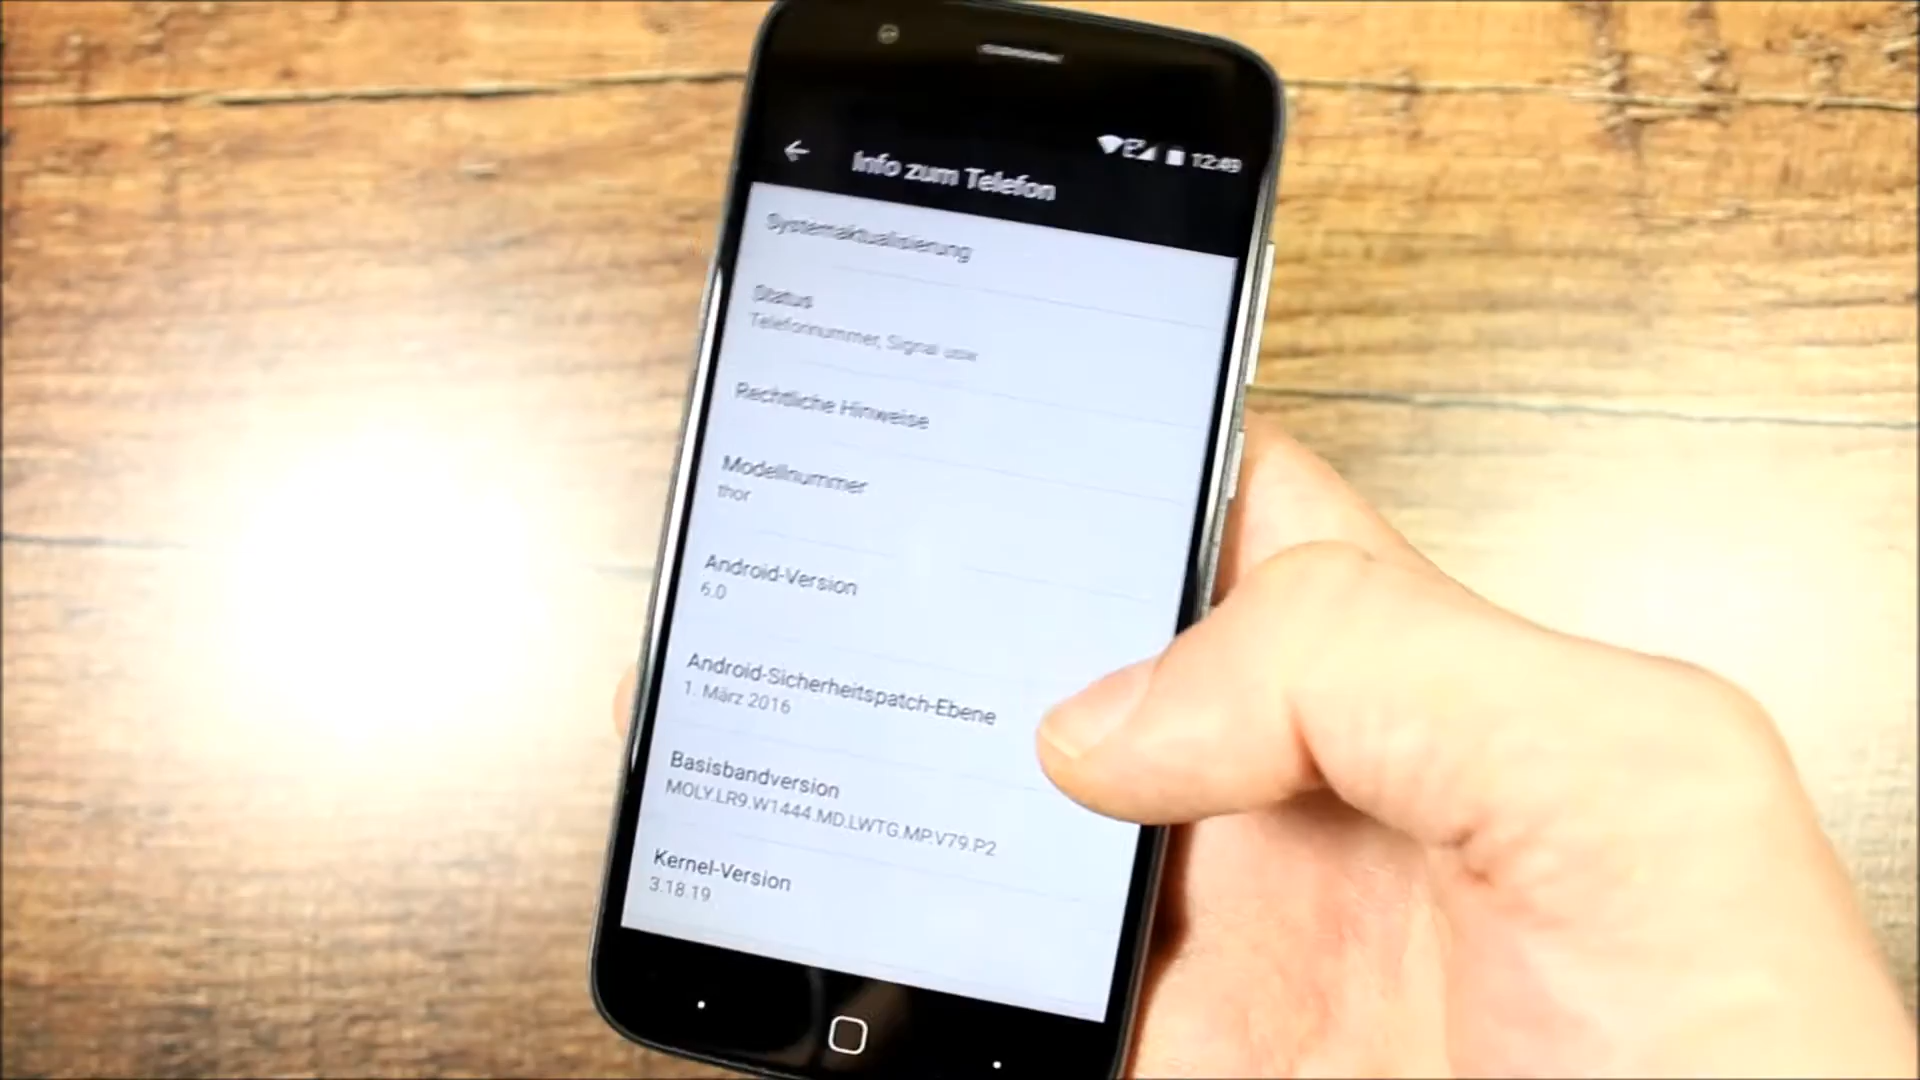 12:49
Info zum Telefon
Systemaktualisierung
Status
Telefonnummer, Signal usw.
Rechtliche Hinweise
Modellnummer
thor
Android-Version
6.0
Android-Sicherheitspatch-Ebene
1. März 2016
Basisbandversion
MOLY.LR9.W1444.MD.LWTG.MP.V79.P2
Kernel-Version
3.18.19